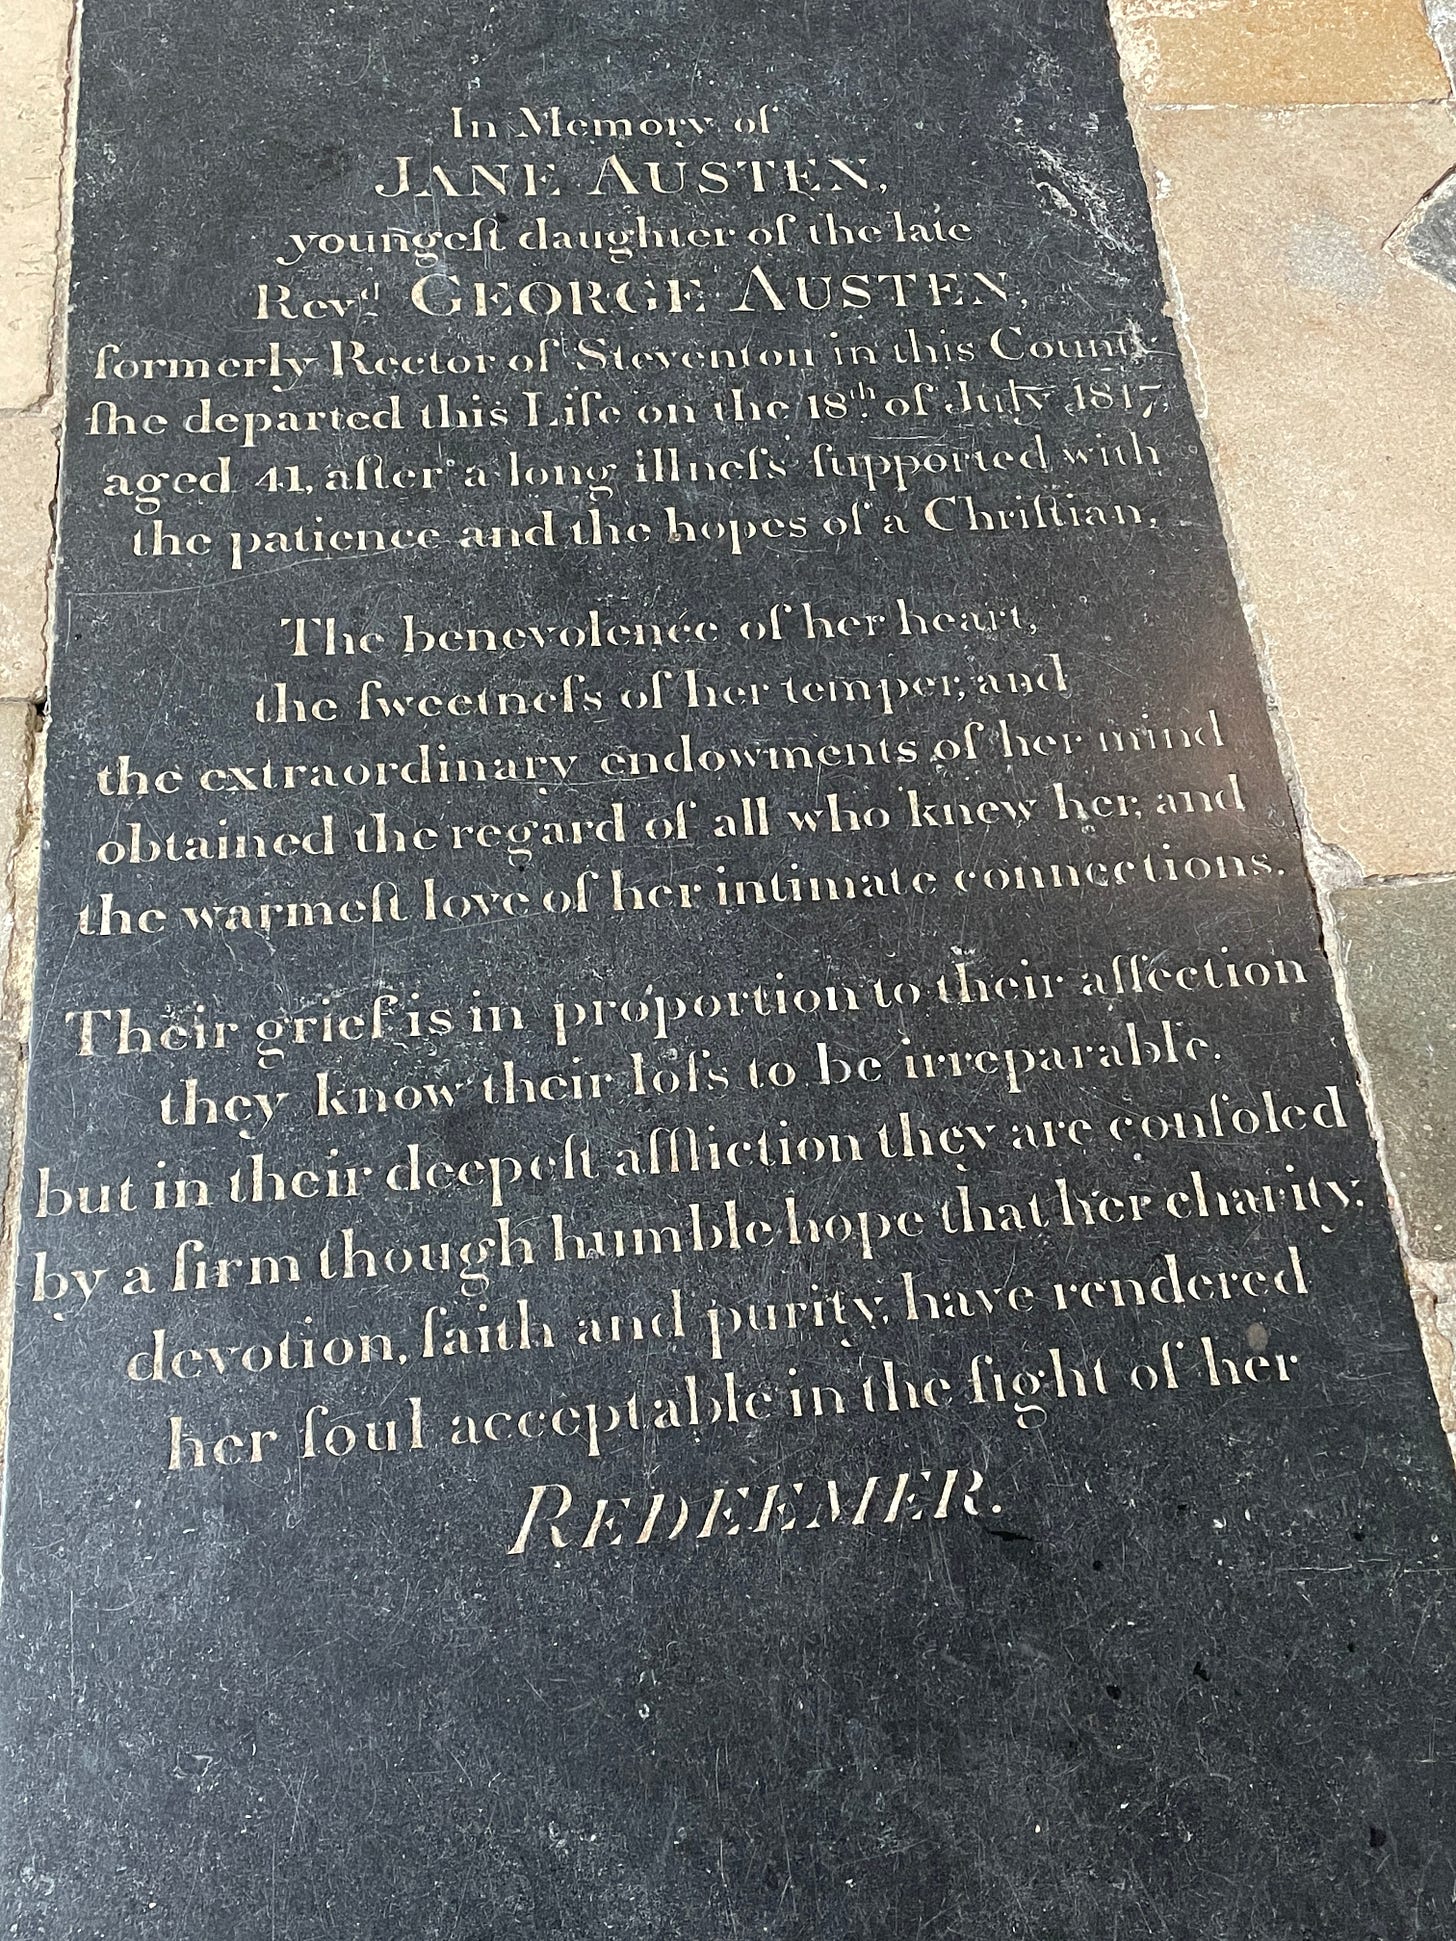 In Memory of
JANE AUSTEN,
youngeſt daughter of the late
Revᵈ GEORGE AUSTEN,
formerly Rector of Steventon in this County
ſhe departed this Life on the 18ᵗʰ of July 1817,
aged 41, after a long illneſs ſupported with
the patience and the hopes of a Chriſtian.
The benevolence of her heart,
the ſweetneſs of her temper, and
the extraordinary endowments of her mind
obtained the regard of all who knew her, and
the warmeſt love of her intimate connections.
Their grief is in proportion to their affection
they know their loſs to be irreparable,
but in their deepeſt affliction they are conſoled
by a firm though humble hope that her charity,
devotion, faith and purity, have rendered
her ſoul acceptable in the ſight of her
REDEEMER.